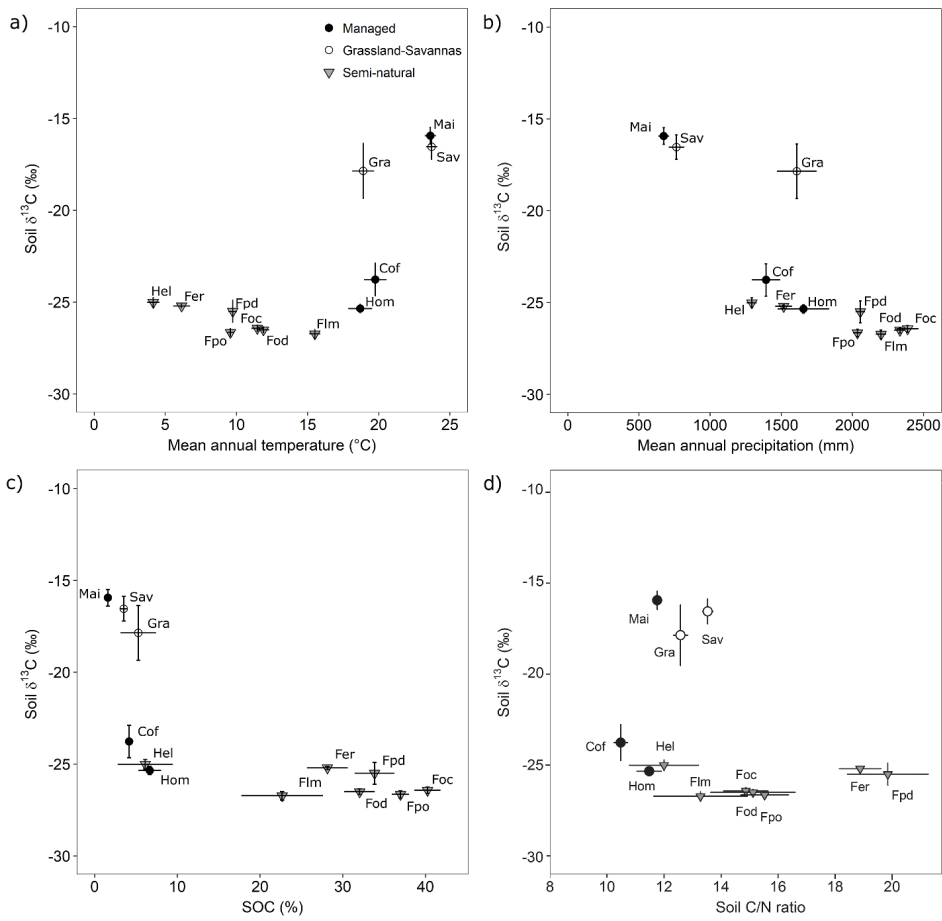 a)
-10
-15
-20
-25
-30
Soil δ¹³C (‰)
Managed
Grassland-Savannas
Semi-natural
Mai
Sav
Gra
Cof
Hom
Hel
Fer
Fpd
Foc
Fpo
Fod
Flm
0 5 10 15 20 25
Mean annual temperature (°C)
b)
-10
-15
-20
-25
-30
Soil δ¹³C (‰)
Mai
Sav
Gra
Cof
Fer
Hel
Hom
Fpd
Fod
Foc
Fpo
Flm
0 500 1000 1500 2000 2500
Mean annual precipitation (mm)
c)
-10
-15
-20
-25
-30
Soil δ¹³C (‰)
Mai
Sav
Gra
Cof
Hel
Hom
Fer
Fpd
Flm
Foc
Fod
Fpo
0 10 20 30 40
SOC (%)
d)
-10
-15
-20
-25
-30
Soil δ¹³C (‰)
Mai
Sav
Gra
Cof
Hel
Hom
Flm
Foc
Fod
Fpo
Fer
Fpd
8 10 12 14 16 18 20
Soil C/N ratio